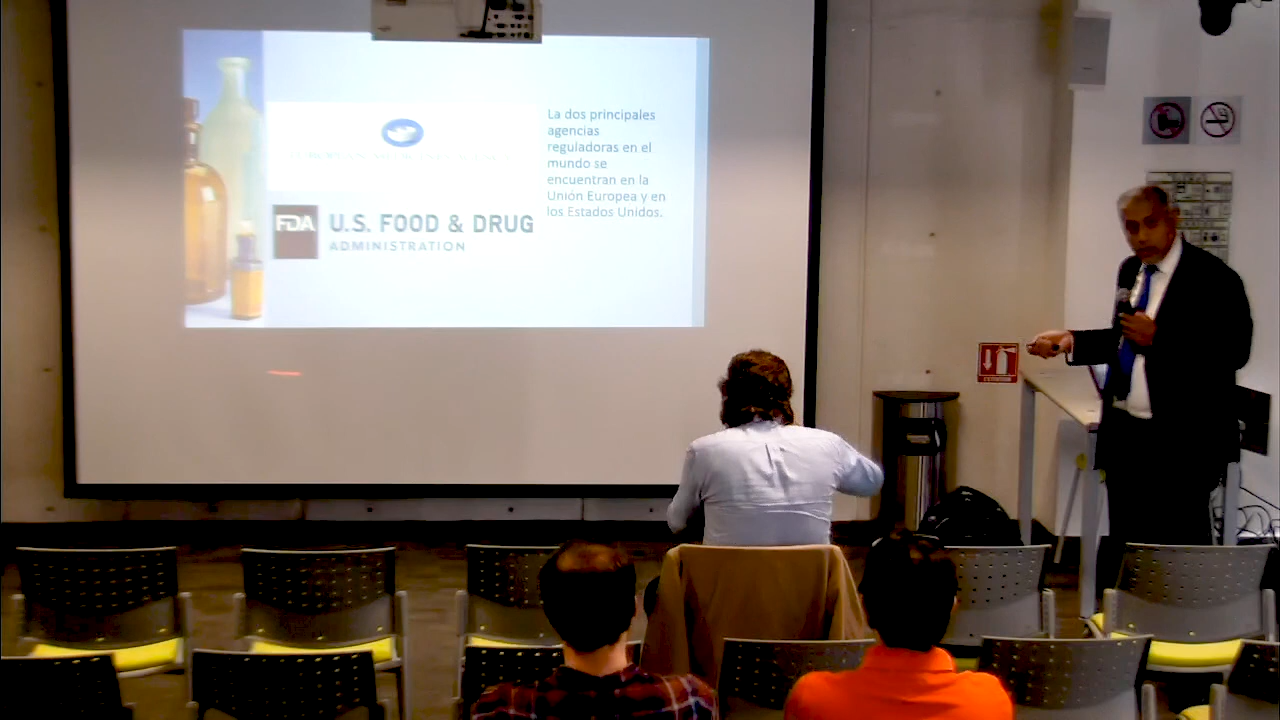 La dos principales
agencias
reguladoras en el
mundo se
encuentran en la
Unión Europea y en
los Estados Unidos.
FDA U.S. FOOD & DRUG
ADMINISTRATION
EXTINTOR